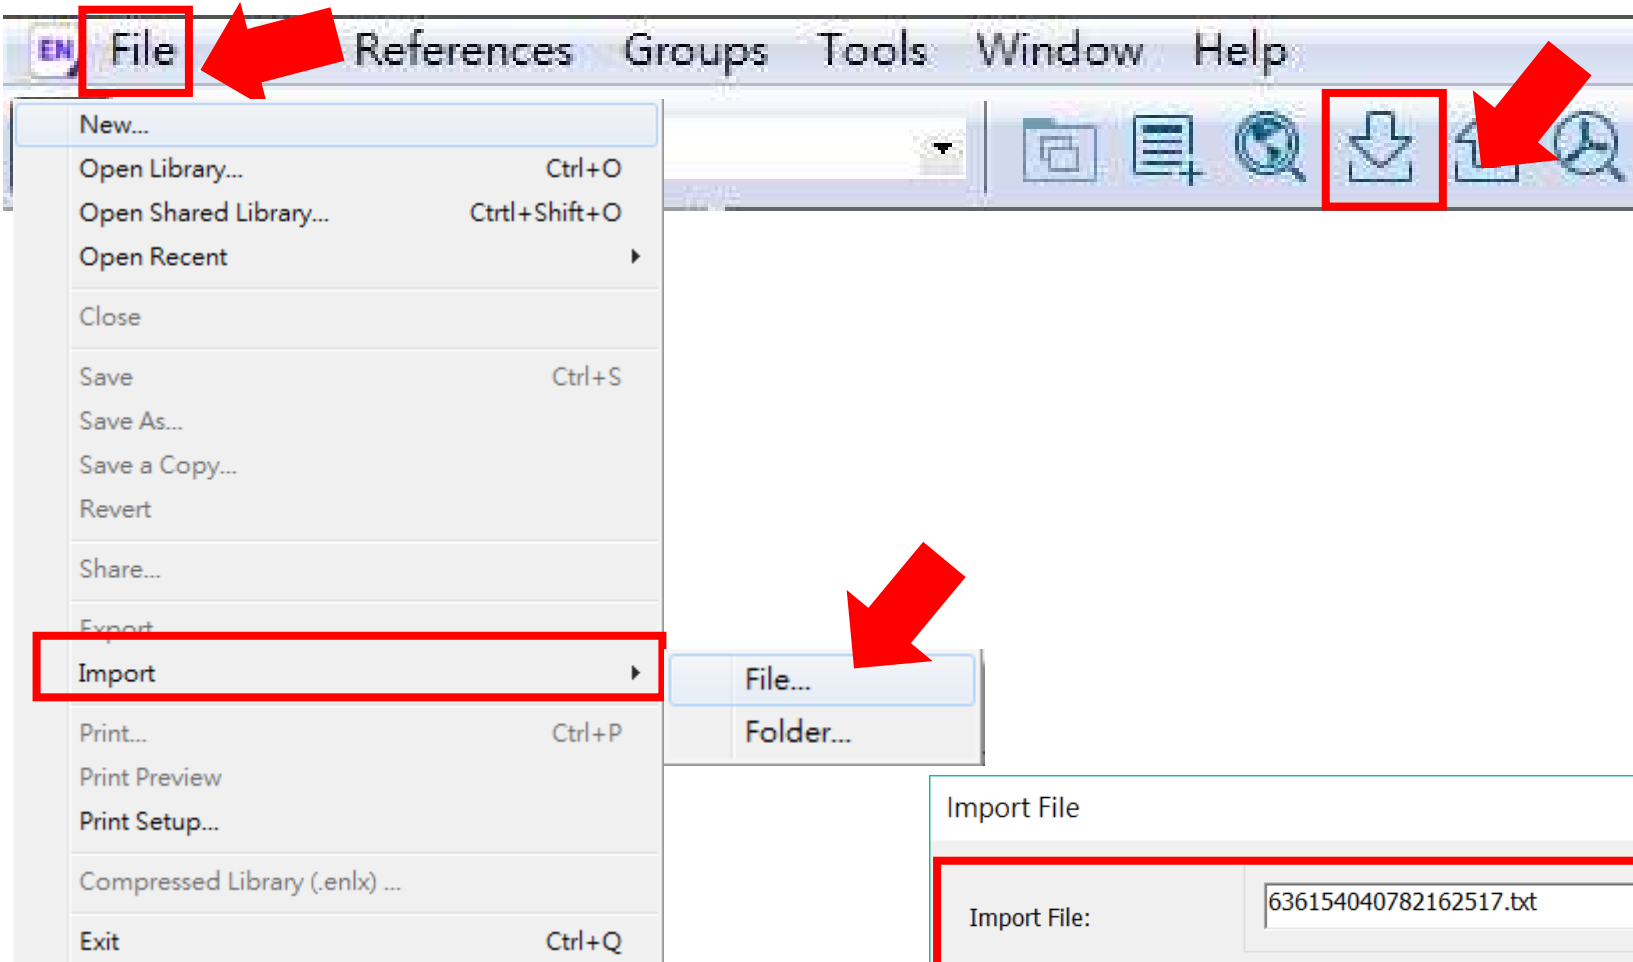 EN File References Groups Tools Window Help
New...
Open Library... Ctrl+O
Open Shared Library... Ctrtl+Shift+O
Open Recent
Close
Save Ctrl+S
Save As...
Save a Copy...
Revert
Share...
Export
Import
File...
Folder...
Print... Ctrl+P
Print Preview
Print Setup...
Compressed Library (.enlx) ...
Exit Ctrl+Q
Import File
Import File: 636154040782162517.txt